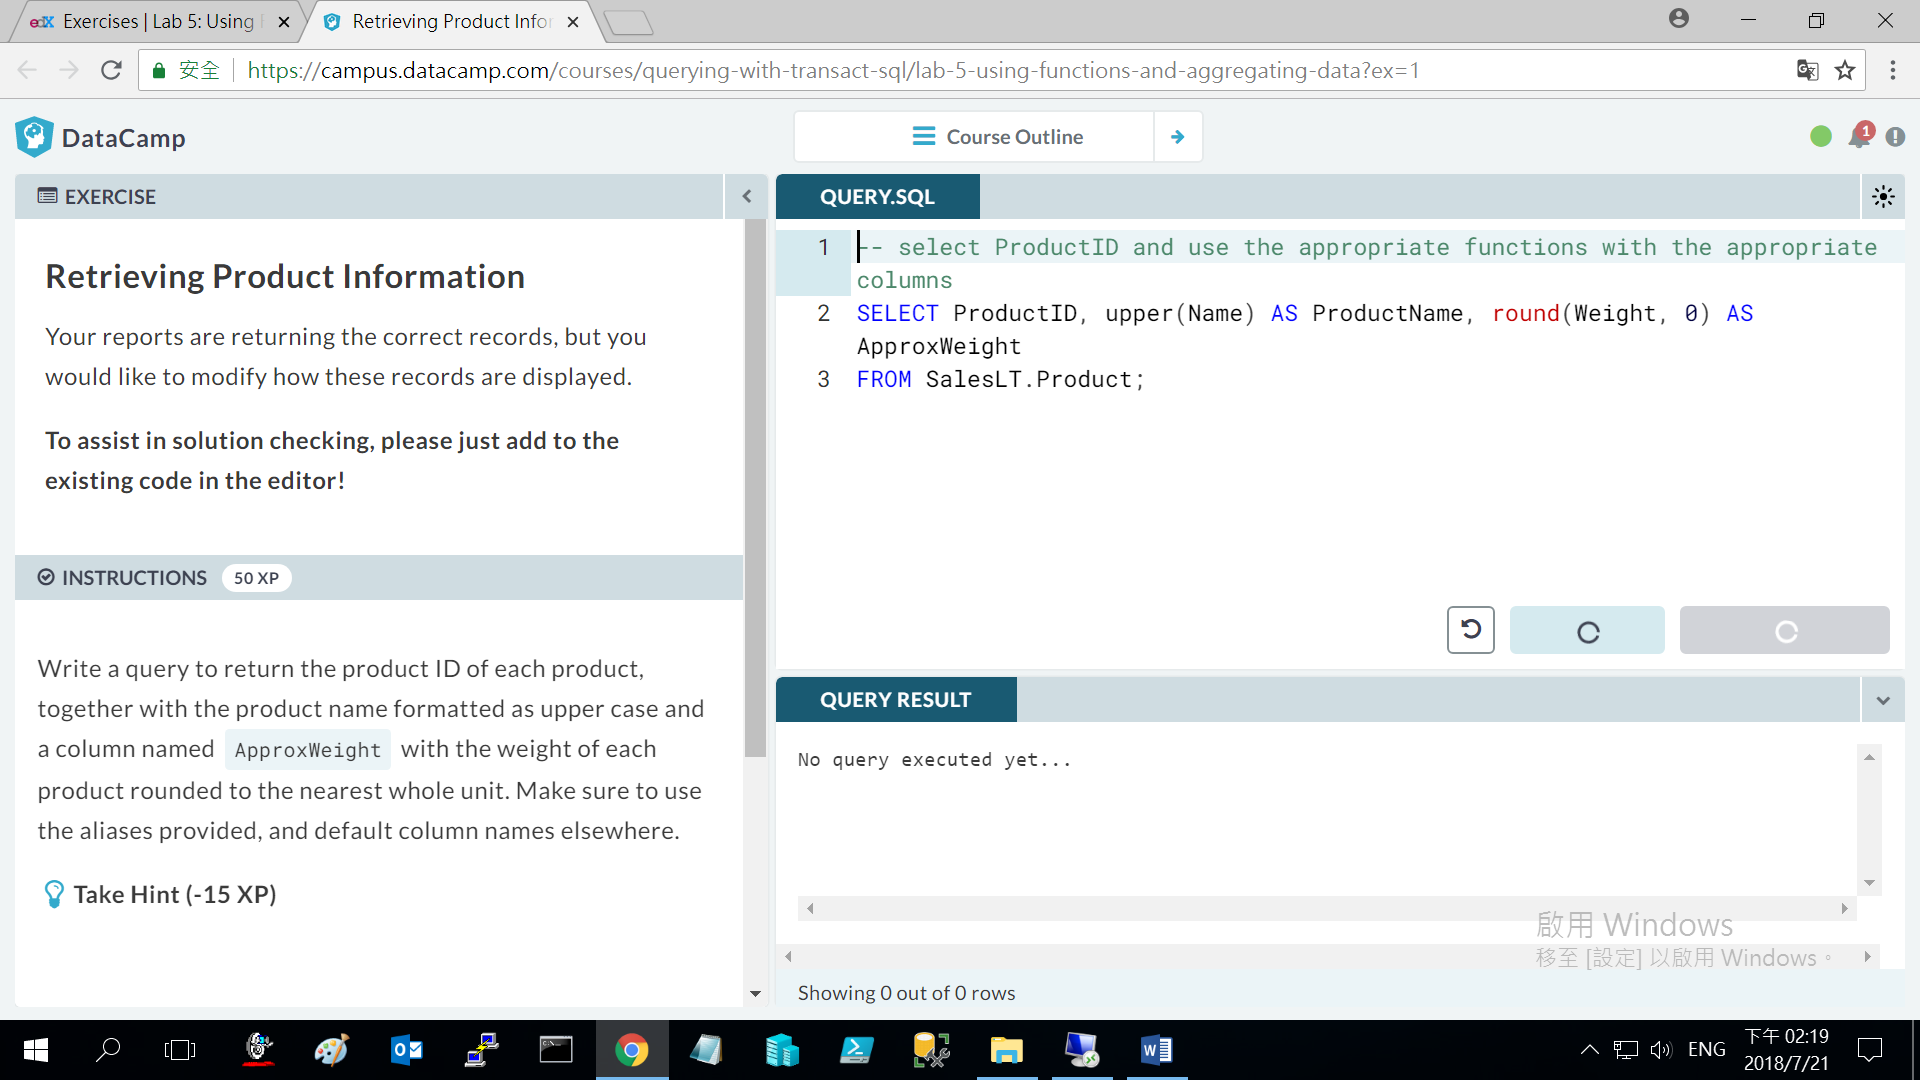 edX Exercises | Lab 5: Using
Retrieving Product Infor
安全
https://campus.datacamp.com/courses/querying-with-transact-sql/lab-5-using-functions-and-aggregating-data?ex=1
DataCamp
Course Outline
1
EXERCISE
Retrieving Product Information
Your reports are returning the correct records, but you
would like to modify how these records are displayed.
To assist in solution checking, please just add to the
existing code in the editor!
INSTRUCTIONS 50 XP
Write a query to return the product ID of each product,
together with the product name formatted as upper case and
a column named ApproxWeight with the weight of each
product rounded to the nearest whole unit. Make sure to use
the aliases provided, and default column names elsewhere.
Take Hint (-15 XP)
QUERY.SQL
1 -- select ProductID and use the appropriate functions with the appropriate
columns
2 SELECT ProductID, upper(Name) AS ProductName, round(Weight, 0) AS
ApproxWeight
3 FROM SalesLT.Product;
QUERY RESULT
No query executed yet...
啟用 Windows
移至 [設定] 以啟用 Windows。
Showing 0 out of 0 rows
ENG
下午 02:19
2018/7/21